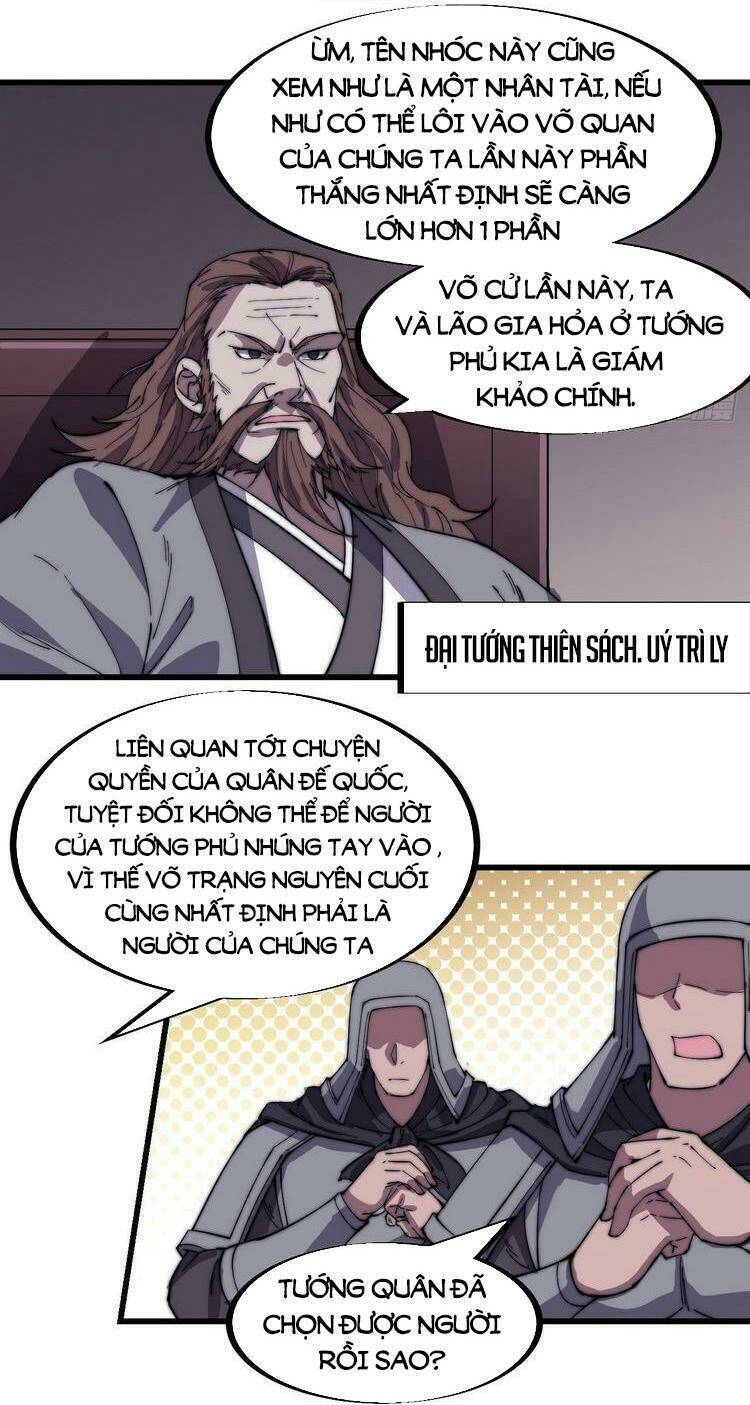 ỪM, TÊN NHÓC NÀY CŨNG
XEM NHƯ LÀ MỘT NHÂN TÀI, NẾU
NHƯ CÓ THỂ LÔI VÀO VÕ QUAN
CỦA CHÚNG TA LẦN NÀY PHẦN
THẮNG NHẤT ĐỊNH SẼ CÀNG
LỚN HƠN 1 PHẦN
VÕ CỬ LẦN NÀY, TA
VÀ LÃO GIA HỎA Ở TƯỚNG
PHỦ KIA LÀ GIÁM
KHẢO CHÍNH.
ĐẠI TƯỚNG THIÊN SÁCH. UÝ TRÌ LY
LIÊN QUAN TỚI CHUYỆN
QUYỀN CỦA QUÂN ĐẾ QUỐC,
TUYỆT ĐỐI KHÔNG THỂ ĐỂ NGƯỜI
CỦA TƯỚNG PHỦ NHÚNG TAY VÀO ,
VÌ THẾ VÕ TRẠNG NGUYÊN CUỐI
CÙNG NHẤT ĐỊNH PHẢI LÀ
NGƯỜI CỦA CHÚNG TA
TƯỚNG QUÂN ĐÃ
CHỌN ĐƯỢC NGƯỜI
RỒI SAO?